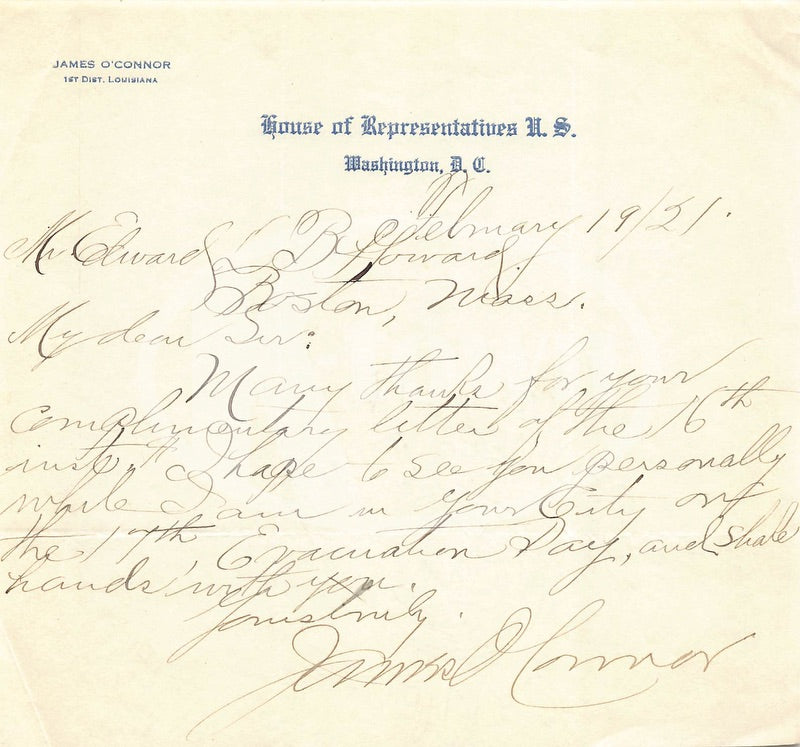 JAMES O'CONNOR
1ST DIST. LOUISIANA
House of Representatives U. S.
Washington, D. C.
February 19/21.
Mr. Edward B Howard.
Boston, Mass.
My dear Sir:
Many thanks for your
complimentary letter of the 16th
inst. I hope to see you personally
while I am in your City on
the 17th, Evacuation Day, and shake
hands with you.
Yours truly.
James O'Connor